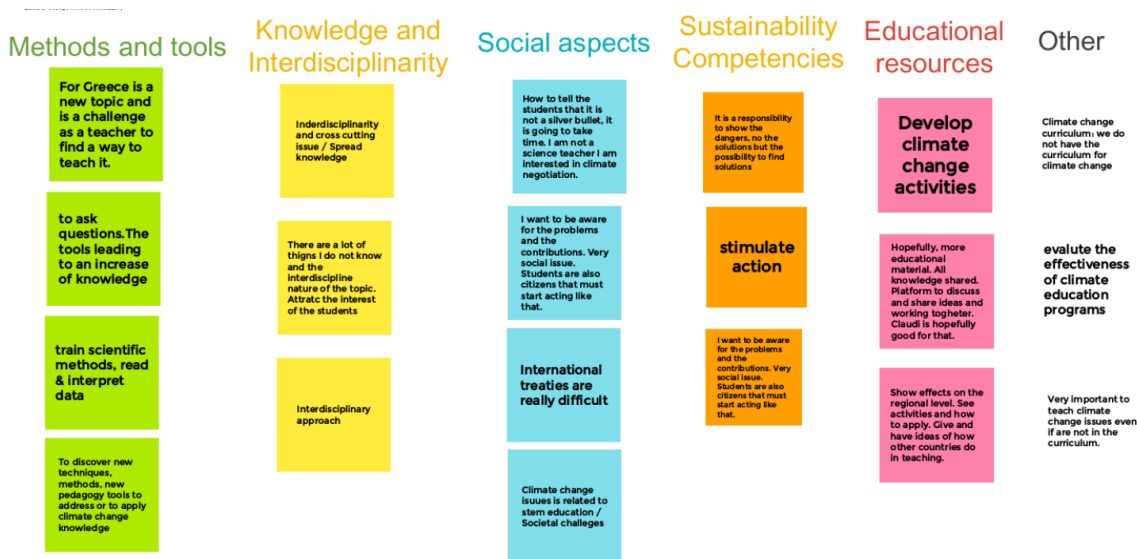 Methods and tools
For Greece is a
new topic and
is a challenge
as a teacher to
find a way to
teach it.
to ask
questions.The
tools leading
to an increase
of knowledge
train scientific
methods, read
& interpret
data
To discover new
techniques,
methods, new
pedagogy tools to
address or to apply
climate change
knowledge
Knowledge and
Interdisciplinarity
Inderdisciplinarity
and cross cutting
issue / Spread
knowledge
There are a lot of
thigns I do not know
and the
interdiscipline
nature of the topic.
Attratc the interest
of the students
Interdisciplinary
approach
Social aspects
How to tell the
students that it is
not a silver bullet, it
is going to take
time. I am not a
science teacher I am
interested in climate
negotiation.
I want to be aware
for the problems
and the
contributions. Very
social issue.
Students are also
citizens that must
start acting like
that.
International
treaties are
really difficult
Climate change
isuues is related to
stem education /
Societal challeges
Sustainability
Competencies
It is a responsibility
to show the
dangers, no the
solutions but the
possibility to find
solutions
stimulate
action
I want to be aware
for the problems
and the
contributions. Very
social issue.
Students are also
citizens that must
start acting like
that.
Educational
resources
Develop
climate
change
activities
Hopefully, more
educational
material. All
knowledge shared.
Platform to discuss
and share ideas and
working togheter.
Claudi is hopefully
good for that.
Show effects on the
regional level. See
activities and how
to apply. Give and
have ideas of how
other countries do
in teaching.
Other
Climate change
curriculum: we do
not have the
curriculum for
climate change
evalute the
effectiveness
of climate
education
programs
Very important to
teach climate
change issues even
if are not in the
curriculum.